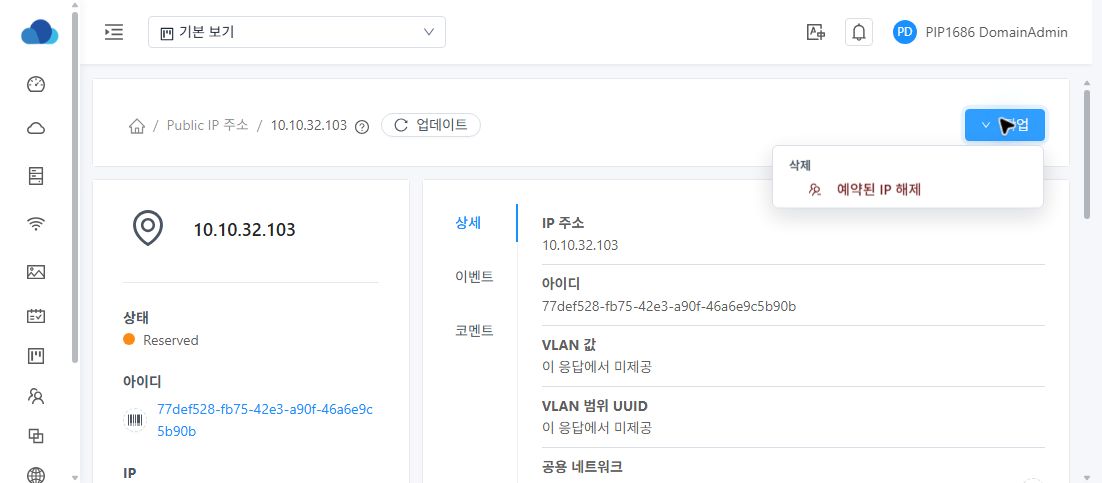 기본 보기
PD PIP1686 DomainAdmin
/ Public IP 주소 / 10.10.32.103 업데이트
삭제
예약된 IP 해제
10.10.32.103
상태
Reserved
아이디
77def528-fb75-42e3-a90f-46a6e9c
5b90b
IP
상세
이벤트
코멘트
IP 주소
10.10.32.103
아이디
77def528-fb75-42e3-a90f-46a6e9c5b90b
VLAN 값
이 응답에서 미제공
VLAN 범위 UUID
이 응답에서 미제공
공용 네트워크